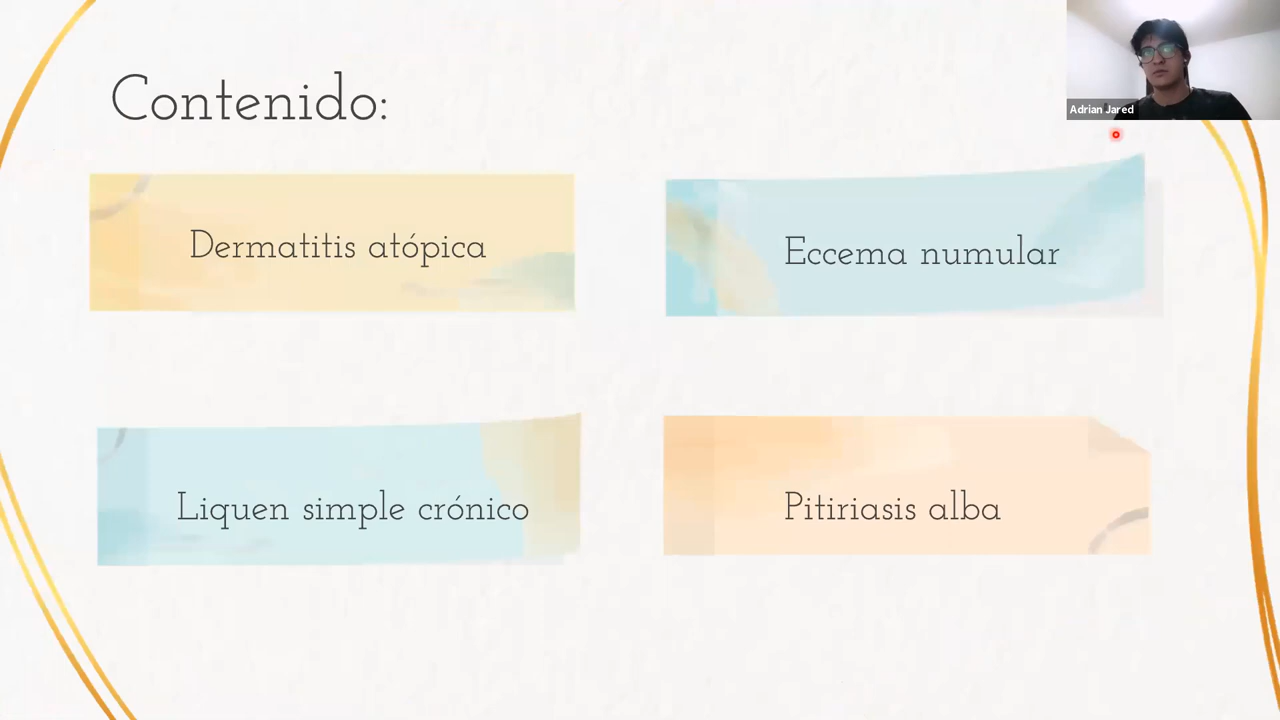 Contenido:
Adrian Jared
Dermatitis atópica
Eccema numular
Liquen simple crónico
Pitiriasis alba